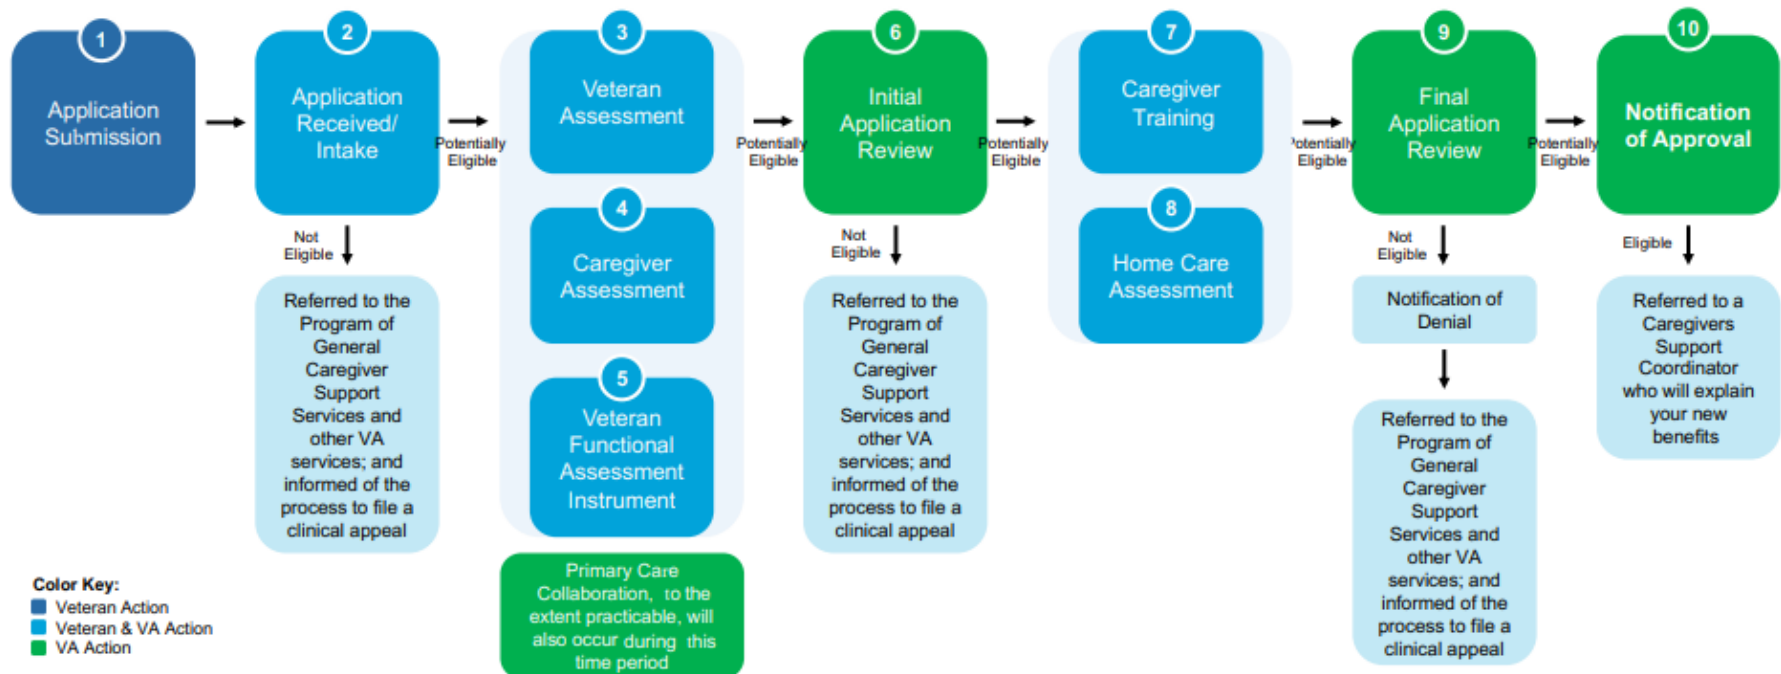 1
Application
Submission
2
Application
Received/
Intake
Potentially
Eligible
Not
Eligible
Referred to the
Program of
General
Caregiver
Support
Services and
other VA
services; and
informed of the
process to file a
clinical appeal
3
Veteran
Assessment
4
Caregiver
Assessment
5
Veteran
Functional
Assessment
Instrument
Primary Care
Collaboration, to the
extent practicable, will
also occur during this
time period
Potentially
Eligible
6
Initial
Application
Review
Not
Eligible
Referred to the
Program of
General
Caregiver
Support
Services and
other VA
services; and
informed of the
process to file a
clinical appeal
Potentially
Eligible
7
Caregiver
Training
8
Home Care
Assessment
Potentially
Eligible
9
Final
Application
Review
Not
Eligible
Notification of
Denial
Referred to the
Program of
General
Caregiver
Support
Services and
other VA
services; and
informed of the
process to file a
clinical appeal
Potentially
Eligible
10
Notification
of Approval
Eligible
Referred to a
Caregivers
Support
Coordinator
who will explain
your new
benefits
Color Key:
Veteran Action
Veteran & VA Action
VA Action